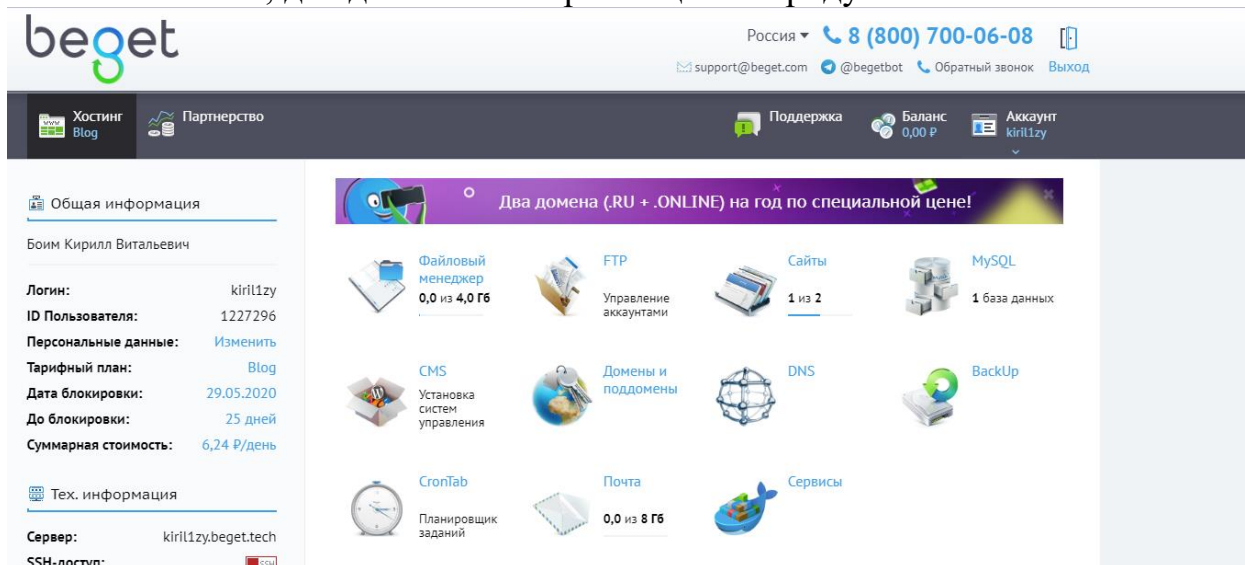 beget
Россия 8 (800) 700-06-08
support@beget.com @begetbot Обратный звонок Выход
Хостинг
Blog
Партнерство
Поддержка
Баланс
0,00 ₽
Аккаунт
kiril1zy
Общая информация
Боим Кирилл Витальевич
Логин: kiril1zy
ID Пользователя: 1227296
Персональные данные: Изменить
Тарифный план: Blog
Дата блокировки: 29.05.2020
До блокировки: 25 дней
Суммарная стоимость: 6,24 ₽/день
Тех. информация
Сервер: kiril1zy.beget.tech
SSH-доступ:
Два домена (.RU + .ONLINE) на год по специальной цене!
Файловый
менеджер
0,0 из 4,0 Гб
FTP
Управление
аккаунтами
Сайты
1 из 2
MySQL
1 база данных
CMS
Установка
систем
управления
Домены и
поддомены
DNS
BackUp
CronTab
Планировщик
заданий
Почта
0,0 из 8 Гб
Сервисы